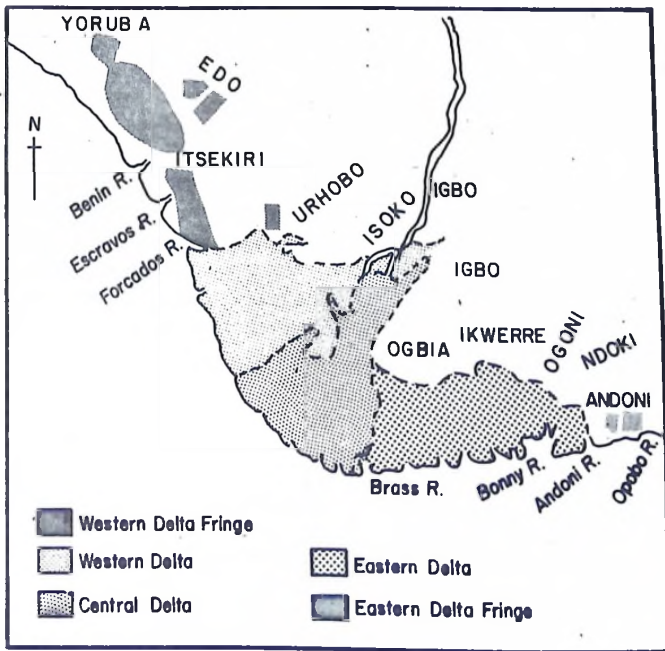 YORUBA
EDO
N
ITSEKIRI
Benin R.
Escravos R.
Forcados R.
URHOBO
ISOKO
IGBO
IGBO
OGBIA
IKWERRE
OGONI
NDOKI
ANDONI
Brass R.
Bonny R.
Andoni R.
Opobo R.
Western Delta Fringe
Western Delta
Central Delta
Eastern Delta
Eastern Delta Fringe